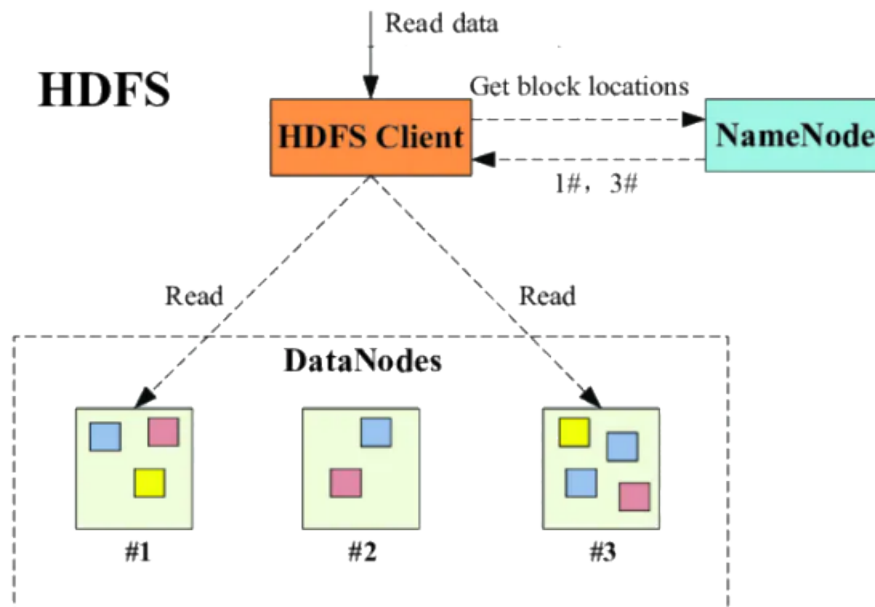 Read data
HDFS
Get block locations
HDFS Client
NameNode
1#, 3#
Read
Read
DataNodes
#1
#2
#3